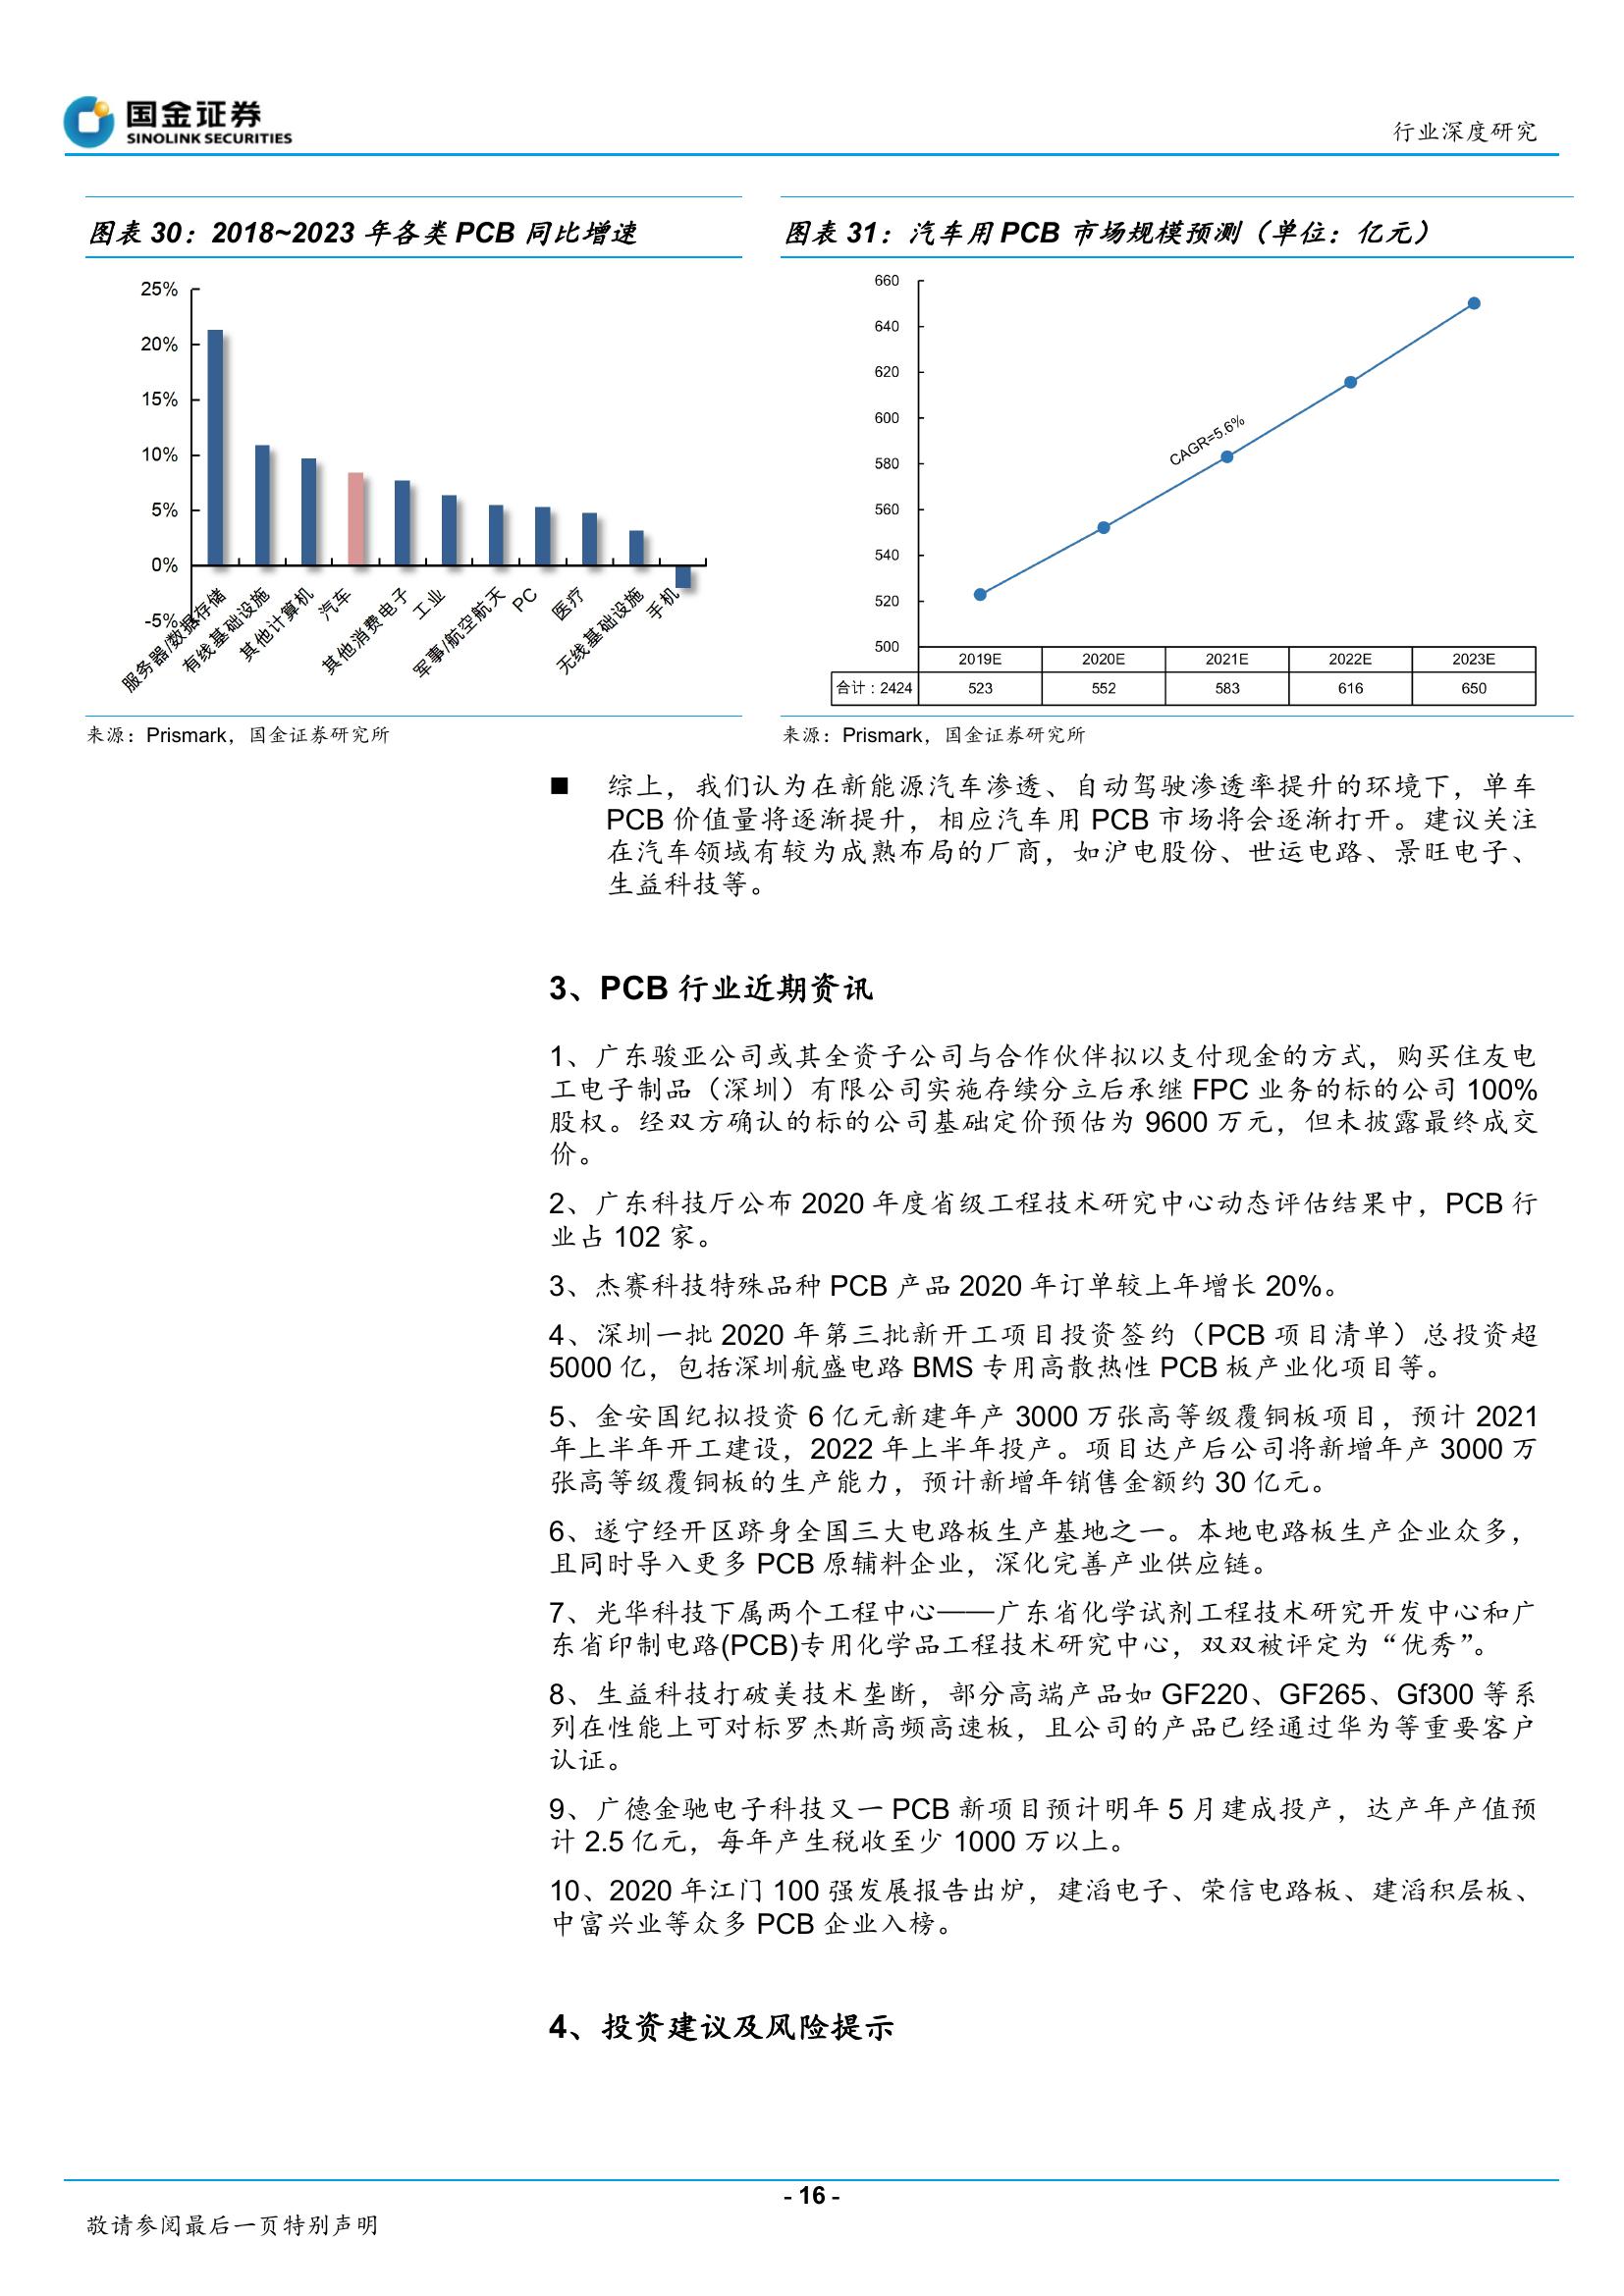 国金证券
SINOLINK SECURITIES
行业深度研究
图表 30：2018~2023 年各类 PCB 同比增速
25%
20%
15%
10%
5%
0%
-5%
服务器/数据存储
有线基础设施
其他计算机
汽车
其他消费电子
工业
军事/航空航天
PC
医疗
无线基础设施
手机
来源：Prismark，国金证券研究所
图表 31：汽车用 PCB 市场规模预测（单位：亿元）
660
640
620
600
580
560
540
520
500
CAGR=5.6%
2019E 2020E 2021E 2022E 2023E
合计：2424 523 552 583 616 650
来源：Prismark，国金证券研究所
■ 综上，我们认为在新能源汽车渗透、自动驾驶渗透率提升的环境下，单车
PCB 价值量将逐渐提升，相应汽车用 PCB 市场将会逐渐打开。建议关注
在汽车领域有较为成熟布局的厂商，如沪电股份、世运电路、景旺电子、
生益科技等。
3、PCB 行业近期资讯
1、广东骏亚公司或其全资子公司与合作伙伴拟以支付现金的方式，购买住友电
工电子制品（深圳）有限公司实施存续分立后承继 FPC 业务的标的公司 100%
股权。经双方确认的标的公司基础定价预估为 9600 万元，但未披露最终成交
价。
2、广东科技厅公布 2020 年度省级工程技术研究中心动态评估结果中，PCB 行
业占 102 家。
3、杰赛科技特殊品种 PCB 产品 2020 年订单较上年增长 20%。
4、深圳一批 2020 年第三批新开工项目投资签约（PCB 项目清单）总投资超
5000 亿，包括深圳航盛电路 BMS 专用高散热性 PCB 板产业化项目等。
5、金安国纪拟投资 6 亿元新建年产 3000 万张高等级覆铜板项目，预计 2021
年上半年开工建设，2022 年上半年投产。项目达产后公司将新增年产 3000 万
张高等级覆铜板的生产能力，预计新增年销售金额约 30 亿元。
6、遂宁经开区跻身全国三大电路板生产基地之一。本地电路板生产企业众多，
且同时导入更多 PCB 原辅料企业，深化完善产业供应链。
7、光华科技下属两个工程中心——广东省化学试剂工程技术研究开发中心和广
东省印制电路(PCB)专用化学品工程技术研究中心，双双被评定为“优秀”。
8、生益科技打破美技术垄断，部分高端产品如 GF220、GF265、Gf300 等系
列在性能上可对标罗杰斯高频高速板，且公司的产品已经通过华为等重要客户
认证。
9、广德金驰电子科技又一 PCB 新项目预计明年 5 月建成投产，达产年产值预
计 2.5 亿元，每年产生税收至少 1000 万以上。
10、2020 年江门 100 强发展报告出炉，建滔电子、荣信电路板、建滔积层板、
中富兴业等众多 PCB 企业入榜。
4、投资建议及风险提示
- 16 -
敬请参阅最后一页特别声明